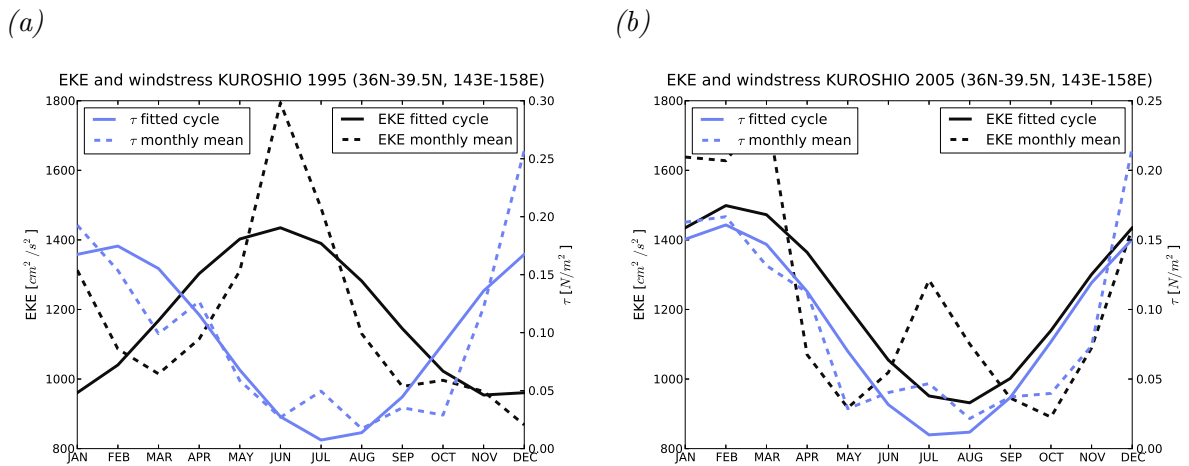 (a)
EKE and windstress KUROSHIO 1995 (36N-39.5N, 143E-158E)
τ fitted cycle
τ monthly mean
EKE fitted cycle
EKE monthly mean
1800
1600
1400
1200
1000
800
EKE [cm² /s² ]
0.30
0.25
0.20
0.15
0.10
0.05
0.00
τ [N/m² ]
JAN FEB MAR APR MAY JUN JUL AUG SEP OCT NOV DEC
(b)
EKE and windstress KUROSHIO 2005 (36N-39.5N, 143E-158E)
τ fitted cycle
τ monthly mean
EKE fitted cycle
EKE monthly mean
1800
1600
1400
1200
1000
800
EKE [cm² /s² ]
0.25
0.20
0.15
0.10
0.05
0.00
τ [N/m² ]
JAN FEB MAR APR MAY JUN JUL AUG SEP OCT NOV DEC